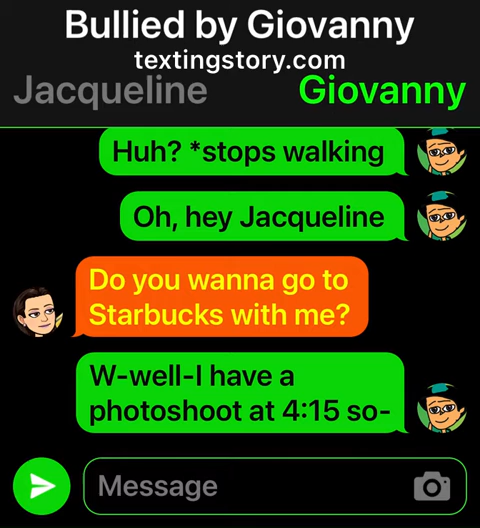 Bullied by Giovanny
textingstory.com
Jacqueline
Giovanny
Huh? *stops walking
Oh, hey Jacqueline
Do you wanna go to
Starbucks with me?
W-well-I have a
photoshoot at 4:15 so-
Message